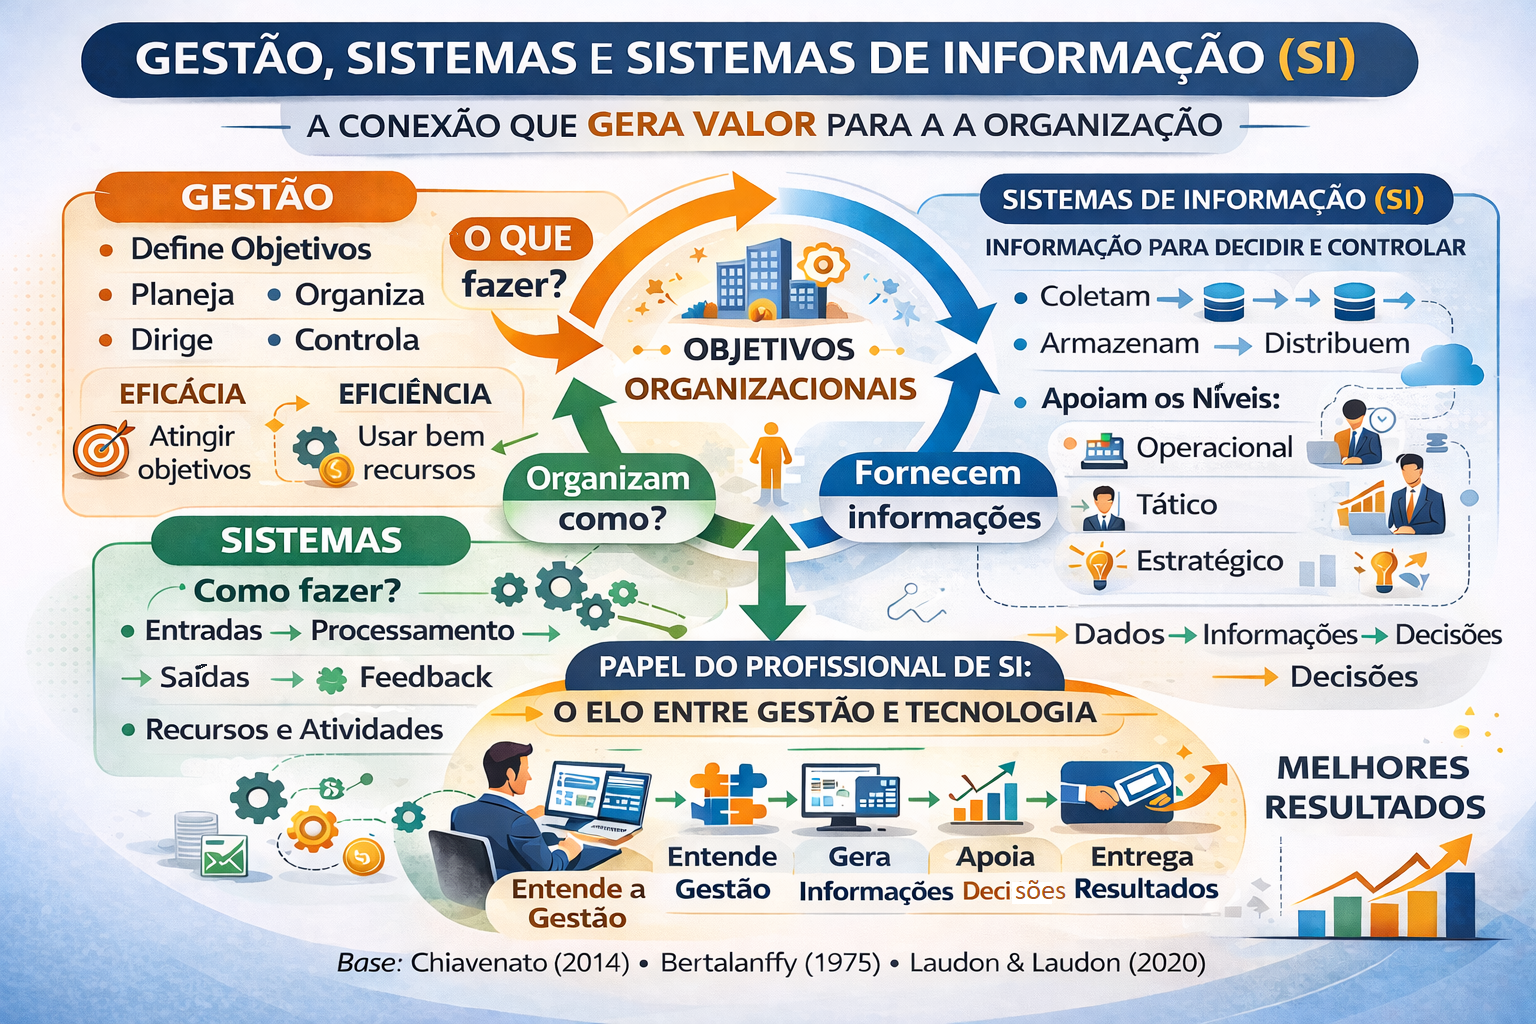 GESTÃO, SISTEMAS E SISTEMAS DE INFORMAÇÃO (SI)
A CONEXÃO QUE GERA VALOR PARA A A ORGANIZAÇÃO
GESTÃO
Define Objetivos
Planeja • Organiza
Dirige • Controla
EFICÁCIA
Atingir
objetivos
EFICIÊNCIA
Usar bem
recursos
O QUE
fazer?
OBJETIVOS
ORGANIZACIONAIS
Organizam
como?
Fornecem
informações
SISTEMAS DE INFORMAÇÃO (SI)
INFORMAÇÃO PARA DECIDIR E CONTROLAR
Coletam
Armazenam → Distribuem
Apoiam os Níveis:
Operacional
Tático
Estratégico
Dados → Informações → Decisões
→ Decisões
SISTEMAS
Como fazer?
Entradas → Processamento →
→ Saídas → Feedback
Recursos e Atividades
PAPEL DO PROFISSIONAL DE SI:
O ELO ENTRE GESTÃO E TECNOLOGIA
Entende a
Gestão
Entende
Gestão
Gera
Informações
Apoia
Decisões
Entrega
Resultados
MELHORES
RESULTADOS
Base: Chiavenato (2014) • Bertalanffy (1975) • Laudon & Laudon (2020)